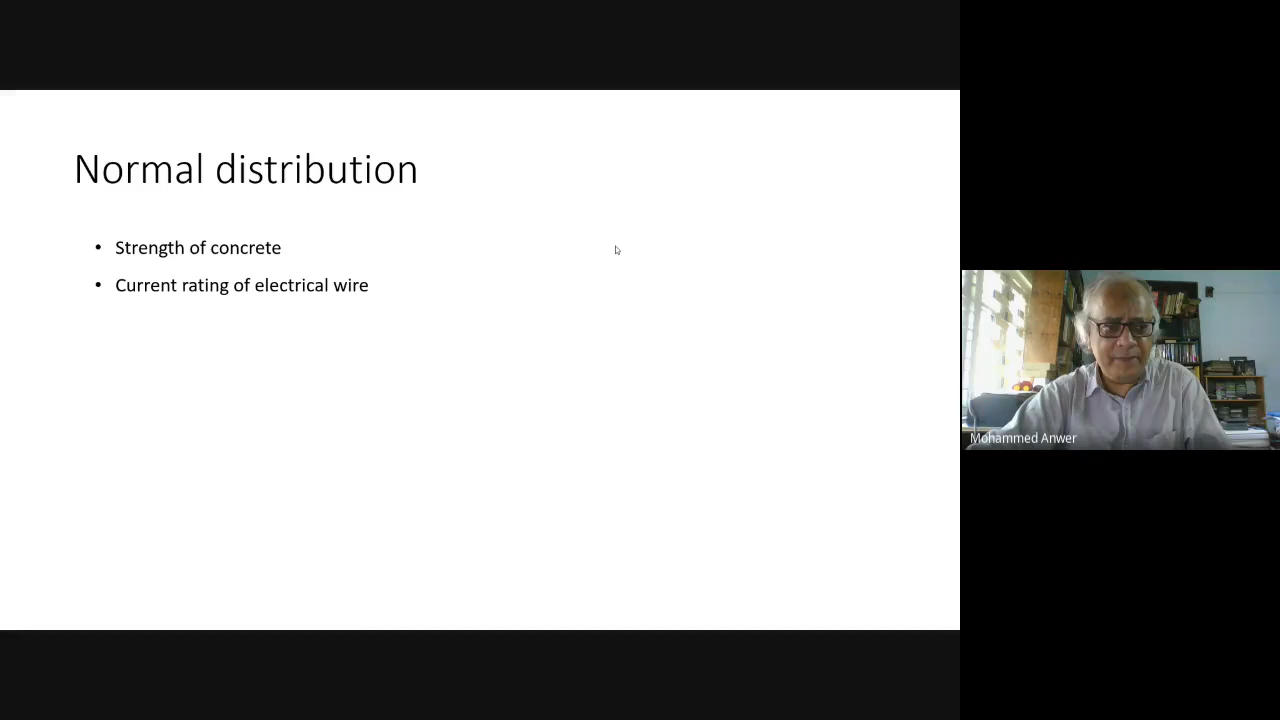 Normal distribution
• Strength of concrete
• Current rating of electrical wire
Mohammed Anwer